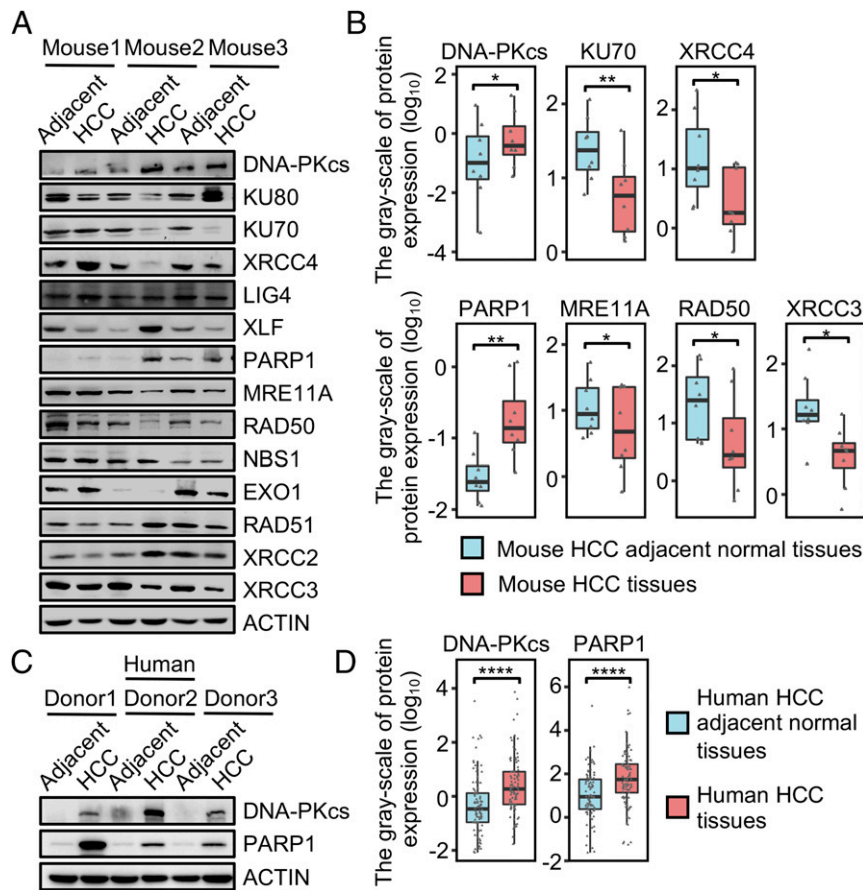 A
Mouse1 Mouse2 Mouse3
Adjacent HCC Adjacent HCC Adjacent HCC
DNA-PKcs
KU80
KU70
XRCC4
LIG4
XLF
PARP1
MRE11A
RAD50
NBS1
EXO1
RAD51
XRCC2
XRCC3
ACTIN
B
DNA-PKcs KU70 XRCC4
The gray-scale of protein
expression (log10)
* ** *
2
0
-2
-4
2
1
0
2
1
0
PARP1 MRE11A RAD50 XRCC3
The gray-scale of
protein expression (log10)
** * * *
0
-1
-2
2
1
0
2
1
0
2
1
0
Mouse HCC adjacent normal tissues
Mouse HCC tissues
C
Human
Donor1 Donor2 Donor3
Adjacent HCC Adjacent HCC Adjacent HCC
DNA-PKcs
PARP1
ACTIN
D
DNA-PKcs PARP1
The gray-scale of protein
expression (log10)
**** ****
4
2
0
-2
6
4
2
0
-2
Human HCC
adjacent normal
tissues
Human HCC
tissues